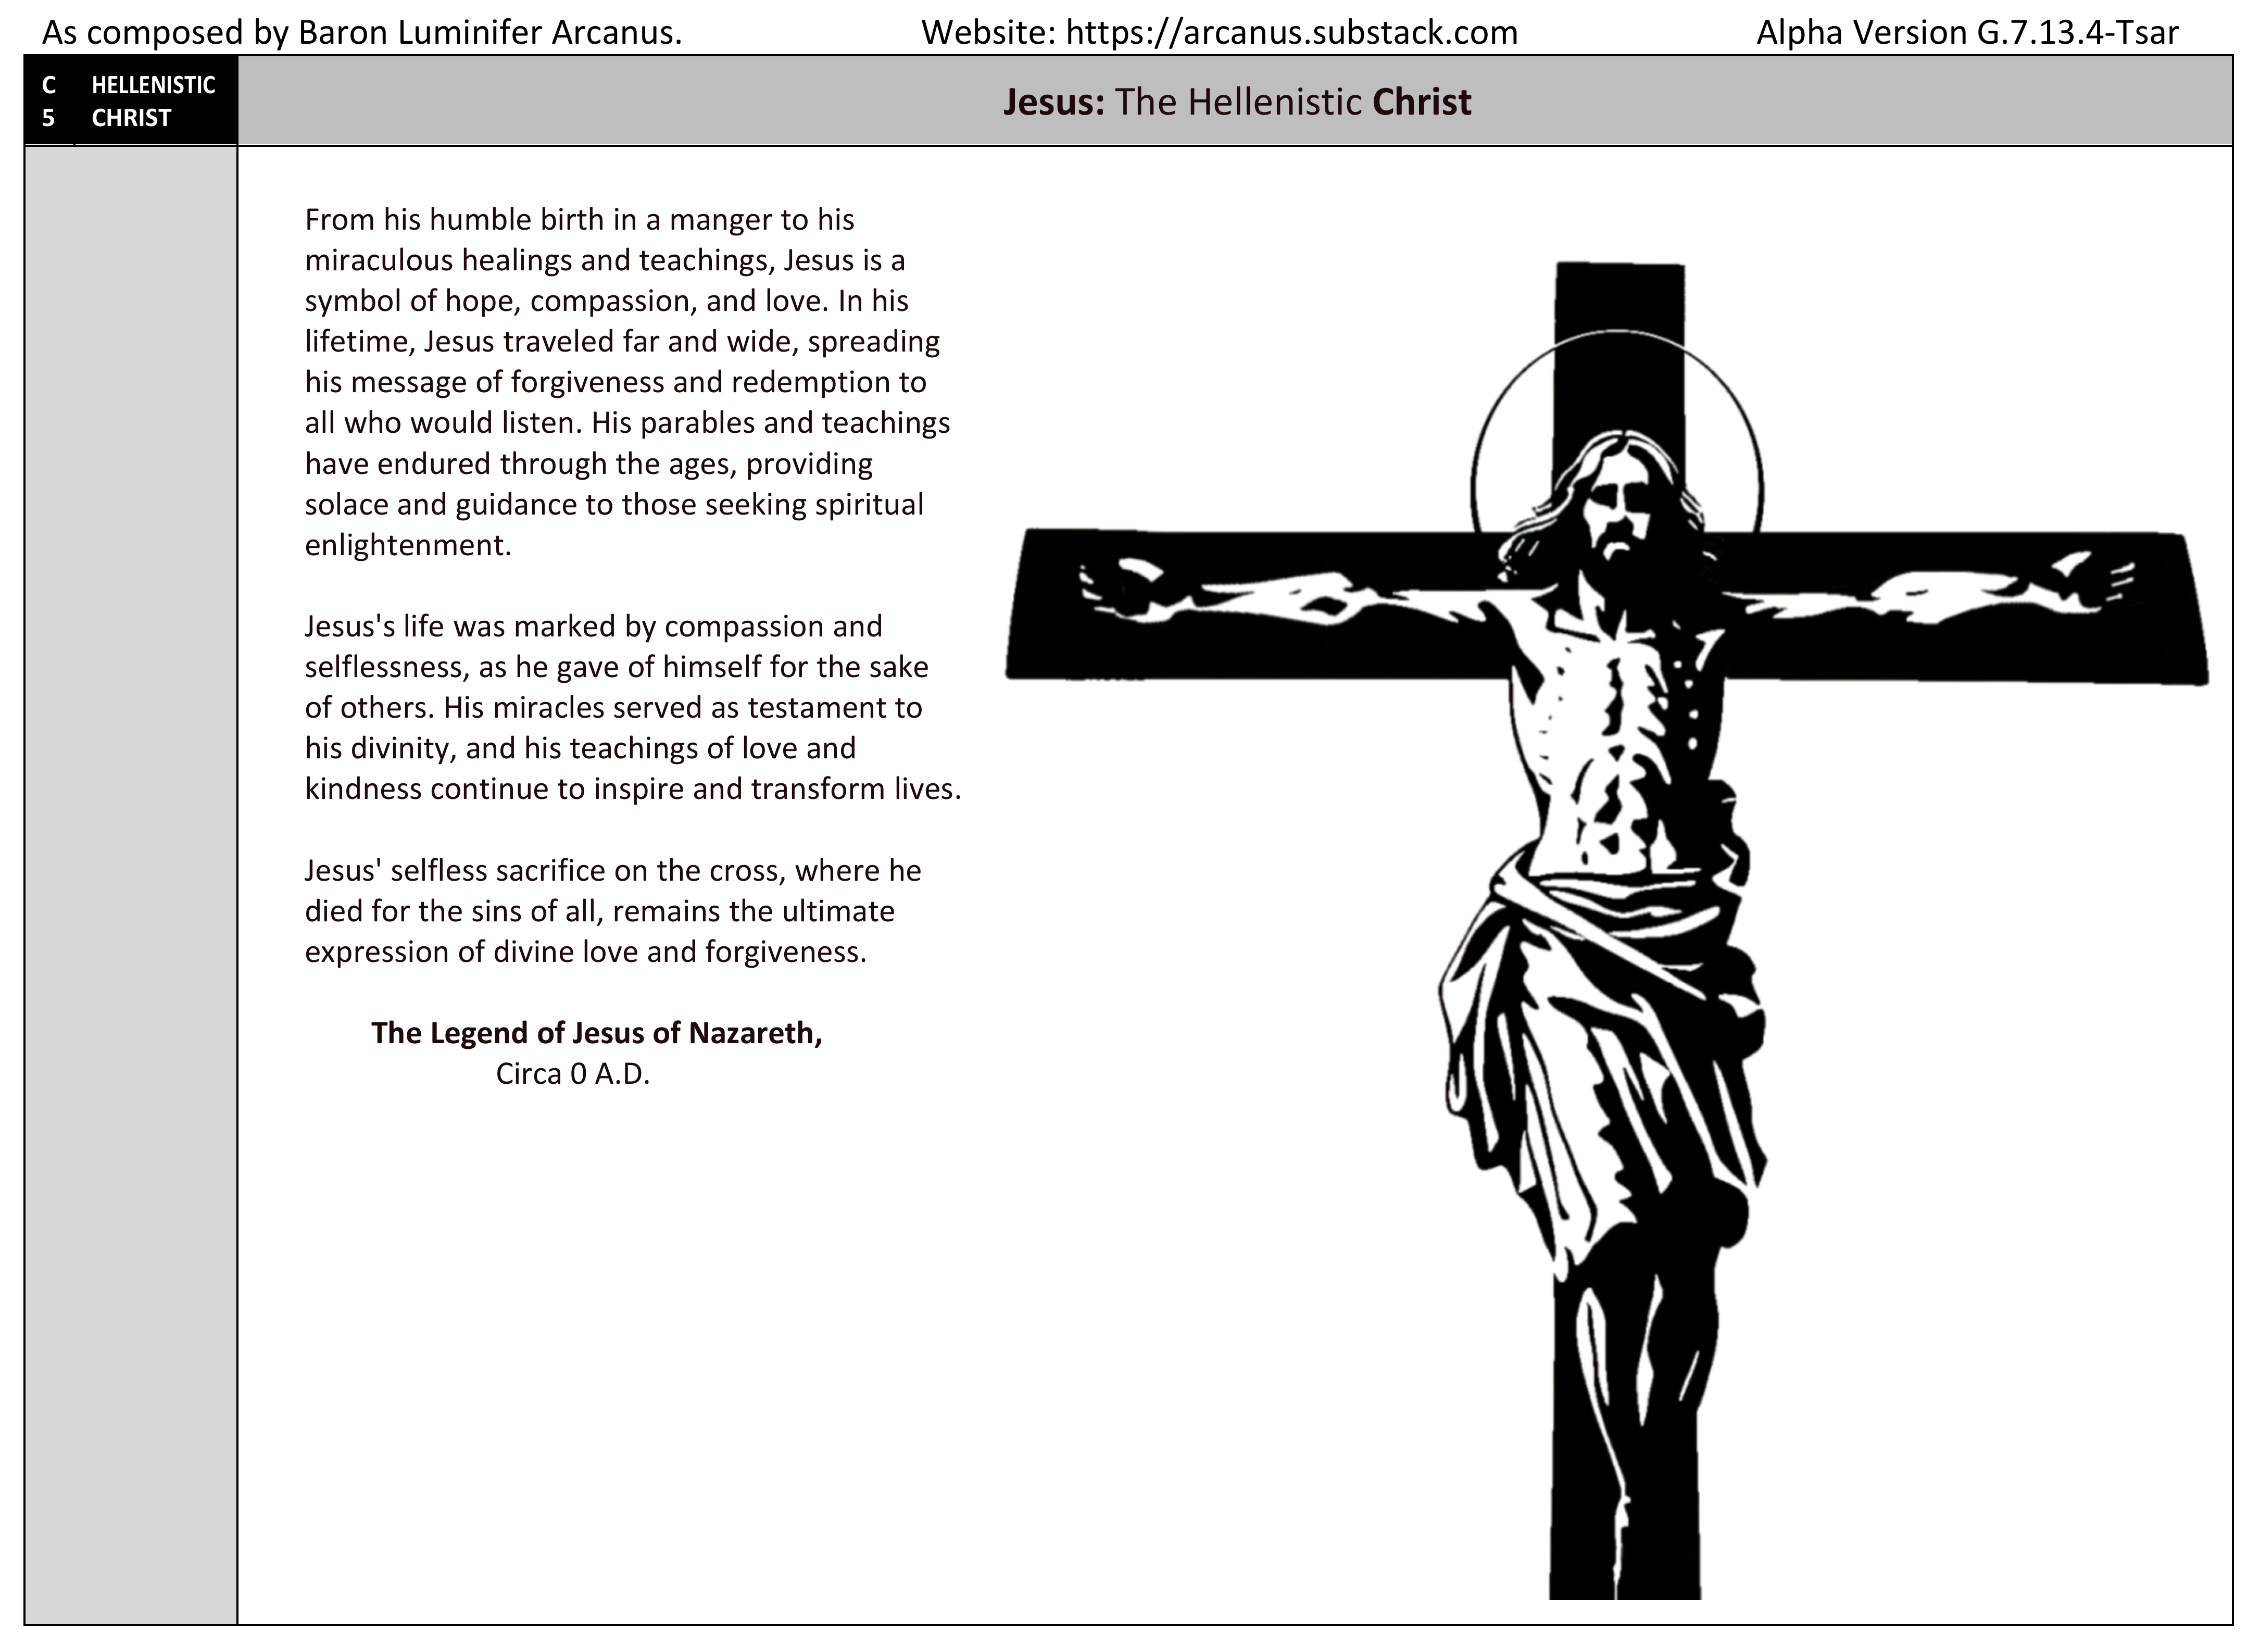 As composed by Baron Luminifer Arcanus.
Website: https://arcanus.substack.com
Alpha Version G.7.13.4-Tsar
C HELLENISTIC
5 CHRIST
Jesus: The Hellenistic Christ
From his humble birth in a manger to his
miraculous healings and teachings, Jesus is a
symbol of hope, compassion, and love. In his
lifetime, Jesus traveled far and wide, spreading
his message of forgiveness and redemption to
all who would listen. His parables and teachings
have endured through the ages, providing
solace and guidance to those seeking spiritual
enlightenment.
Jesus's life was marked by compassion and
selflessness, as he gave of himself for the sake
of others. His miracles served as testament to
his divinity, and his teachings of love and
kindness continue to inspire and transform lives.
Jesus' selfless sacrifice on the cross, where he
died for the sins of all, remains the ultimate
expression of divine love and forgiveness.
The Legend of Jesus of Nazareth,
Circa 0 A.D.